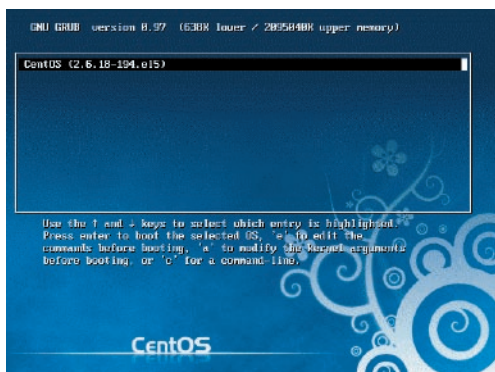 GNU GRUB version 0.97 (638K lower / 2095040K upper memory)
CentOS (2.6.18-194.el5)
Use the ↑ and ↓ keys to select which entry is highlighted.
Press enter to boot the selected OS, 'e' to edit the
commands before booting, 'a' to modify the kernel arguments
before booting, or 'c' for a command-line.
CentOS